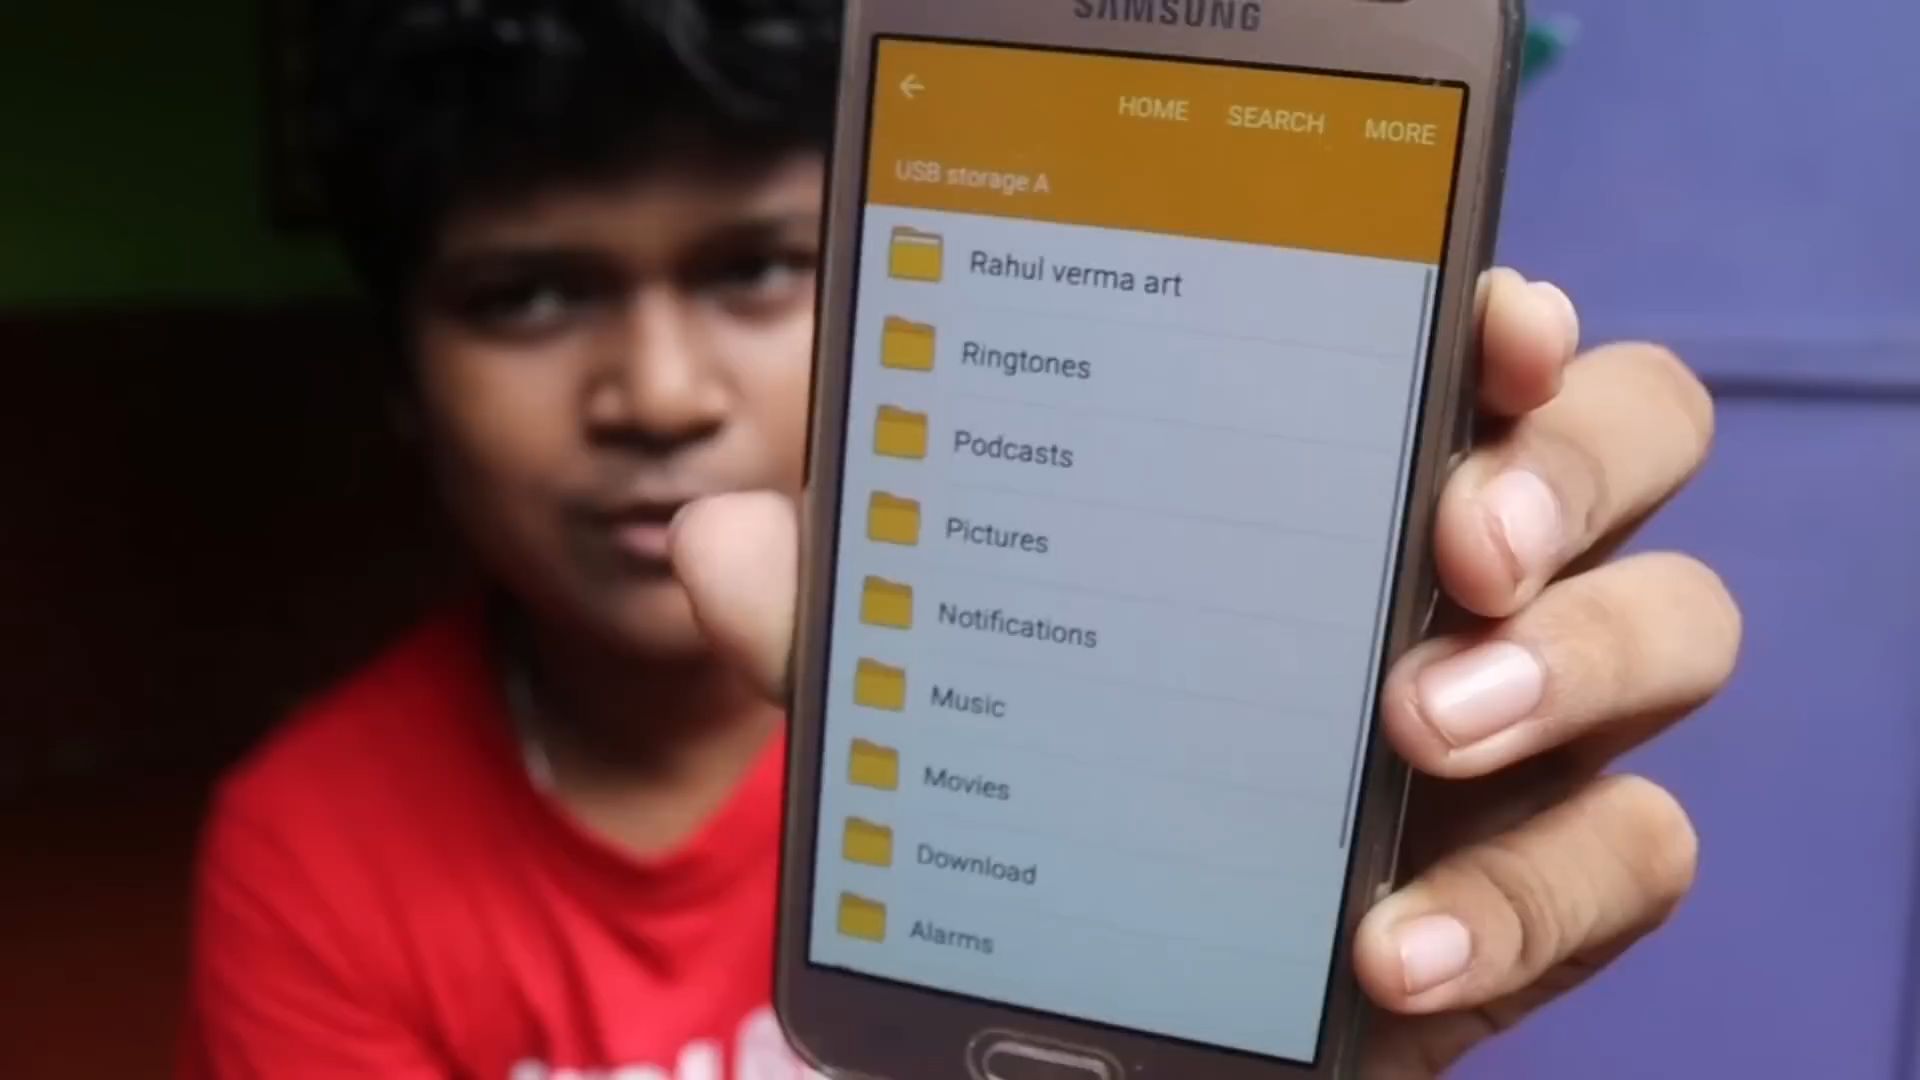 SAMSUNG
HOME SEARCH MORE
USB storage A
Rahul verma art
Ringtones
Podcasts
Pictures
Notifications
Music
Movies
Download
Alarms